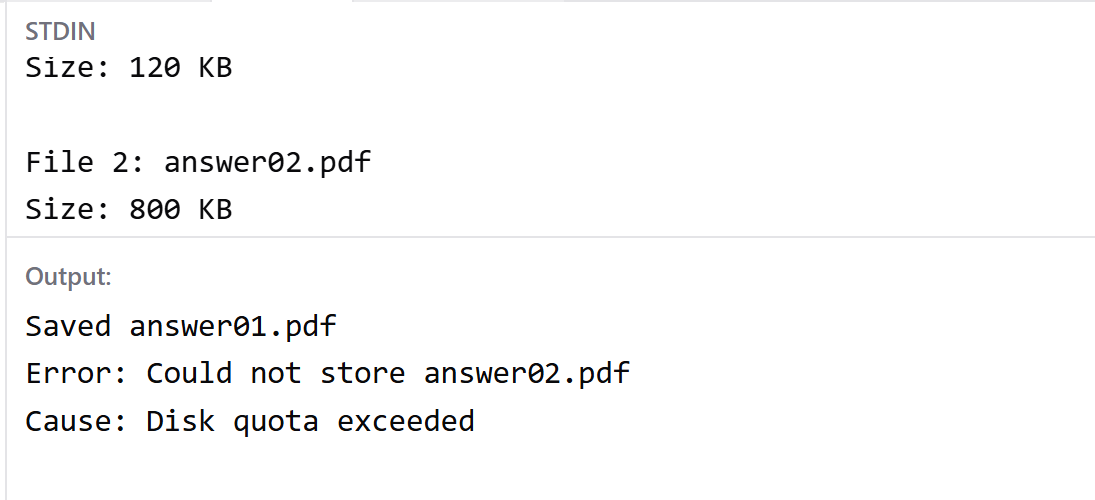 STDIN
Size: 120 KB
File 2: answer02.pdf
Size: 800 KB
Output:
Saved answer01.pdf
Error: Could not store answer02.pdf
Cause: Disk quota exceeded